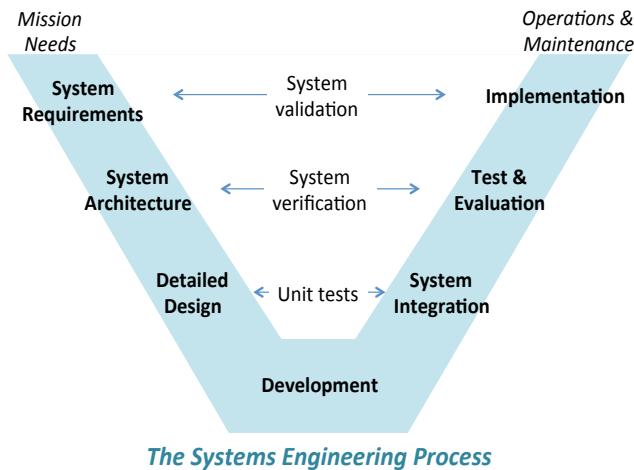 Mission
Needs
Operations &
Maintenance
System
Requirements
System
validation
Implementation
System
Architecture
System
verification
Test &
Evaluation
Detailed
Design
Unit tests
System
Integration
Development
The Systems Engineering Process